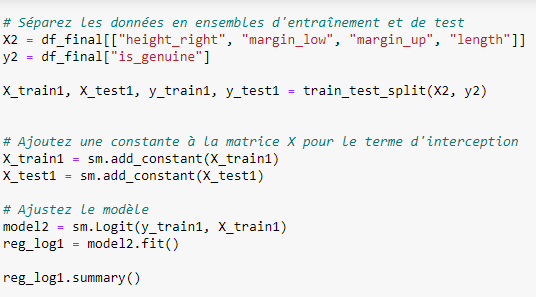 # Séparez les données en ensembles d'entraînement et de test
X2 = df_final[["height_right", "margin_low", "margin_up", "length"]]
y2 = df_final["is_genuine"]
X_train1, X_test1, y_train1, y_test1 = train_test_split(X2, y2)
# Ajoutez une constante à la matrice X pour le terme d'interception
X_train1 = sm.add_constant(X_train1)
X_test1 = sm.add_constant(X_test1)
# Ajustez le modèle
model2 = sm.Logit(y_train1, X_train1)
reg_log1 = model2.fit()
reg_log1.summary()